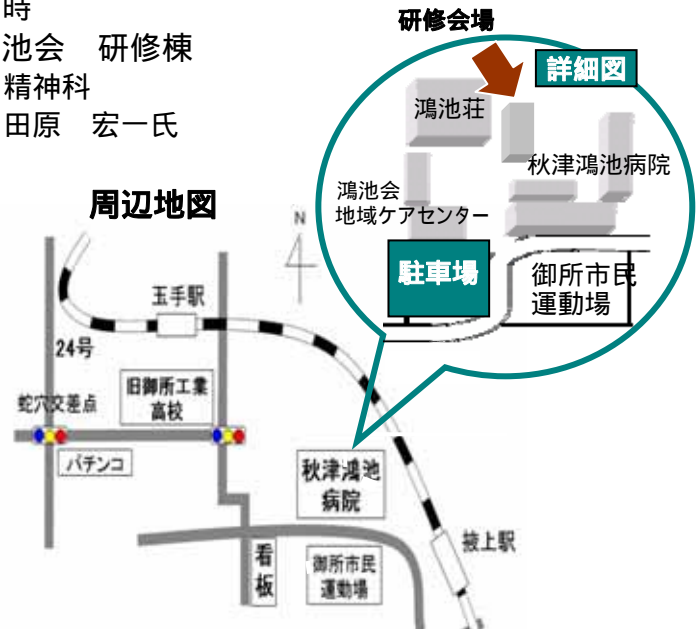 時
池会　研修棟
精神科
田原　宏一氏
研修会場
詳細図
鴻池荘
秋津鴻池病院
鴻池会
地域ケアセンター
駐車場
御所市民
運動場
周辺地図
N
玉手駅
24号
旧御所工業
高校
蛇穴交差点
パチンコ
秋津鴻池
病院
掖上駅
看
板
御所市民
運動場